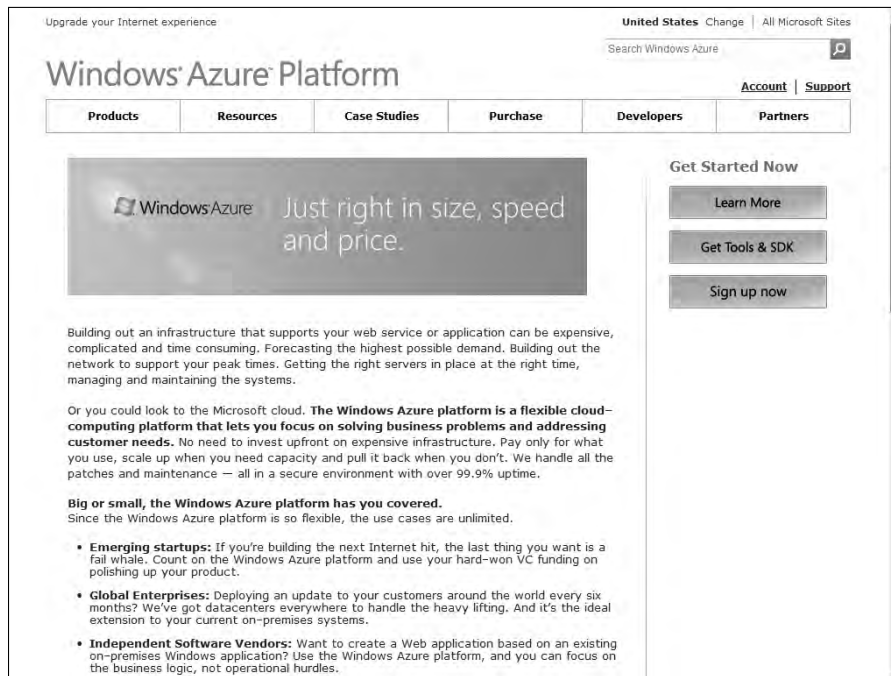 Upgrade your Internet experience
United States Change | All Microsoft Sites
Search Windows Azure
Windows® Azure™ Platform
Account | Support
Products Resources Case Studies Purchase Developers Partners
Windows® Azure™ Just right in size, speed
and price.
Get Started Now
Learn More
Get Tools & SDK
Sign up now
Building out an infrastructure that supports your web service or application can be expensive,
complicated and time consuming. Forecasting the highest possible demand. Building out the
network to support your peak times. Getting the right servers in place at the right time,
managing and maintaining the systems.
Or you could look to the Microsoft cloud. The Windows Azure platform is a flexible cloud–
computing platform that lets you focus on solving business problems and addressing
customer needs. No need to invest upfront on expensive infrastructure. Pay only for what
you use, scale up when you need capacity and pull it back when you don't. We handle all the
patches and maintenance — all in a secure environment with over 99.9% uptime.
Big or small, the Windows Azure platform has you covered.
Since the Windows Azure platform is so flexible, the use cases are unlimited.
• Emerging startups: If you're building the next Internet hit, the last thing you want is a
fail whale. Count on the Windows Azure platform and use your hard–won VC funding on
polishing up your product.
• Global Enterprises: Deploying an update to your customers around the world every six
months? We've got datacenters everywhere to handle the heavy lifting. And it's the ideal
extension to your current on–premises systems.
• Independent Software Vendors: Want to create a Web application based on an existing
on–premises Windows application? Use the Windows Azure platform, and you can focus on
the business logic, not operational hurdles.